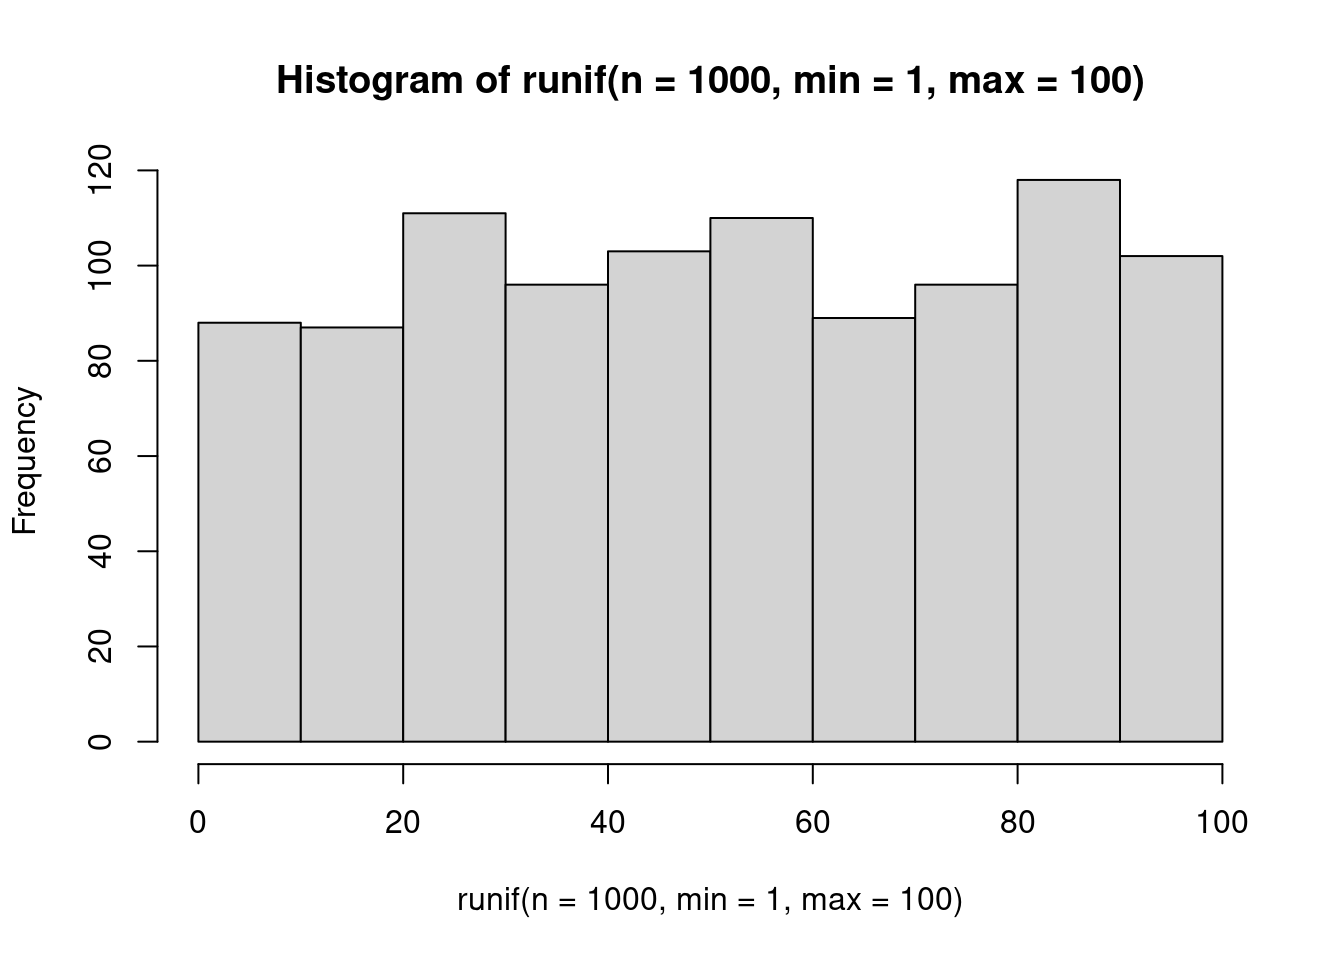 Histogram of runif(n = 1000, min = 1, max = 100)
120
100
80
60
40
20
0
Frequency
0 20 40 60 80 100
runif(n = 1000, min = 1, max = 100)